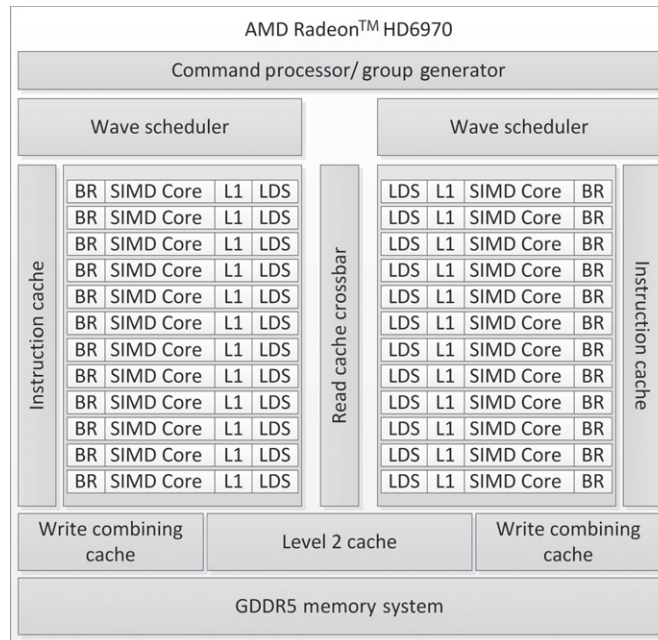 AMD Radeon™ HD6970
Command processor/ group generator
Wave scheduler
Wave scheduler
Instruction cache
BR SIMD Core L1 LDS
BR SIMD Core L1 LDS
BR SIMD Core L1 LDS
BR SIMD Core L1 LDS
BR SIMD Core L1 LDS
BR SIMD Core L1 LDS
BR SIMD Core L1 LDS
BR SIMD Core L1 LDS
BR SIMD Core L1 LDS
BR SIMD Core L1 LDS
BR SIMD Core L1 LDS
BR SIMD Core L1 LDS
Read cache crossbar
LDS L1 SIMD Core BR
LDS L1 SIMD Core BR
LDS L1 SIMD Core BR
LDS L1 SIMD Core BR
LDS L1 SIMD Core BR
LDS L1 SIMD Core BR
LDS L1 SIMD Core BR
LDS L1 SIMD Core BR
LDS L1 SIMD Core BR
LDS L1 SIMD Core BR
LDS L1 SIMD Core BR
LDS L1 SIMD Core BR
Instruction cache
Write combining
cache
Level 2 cache
Write combining
cache
GDDR5 memory system